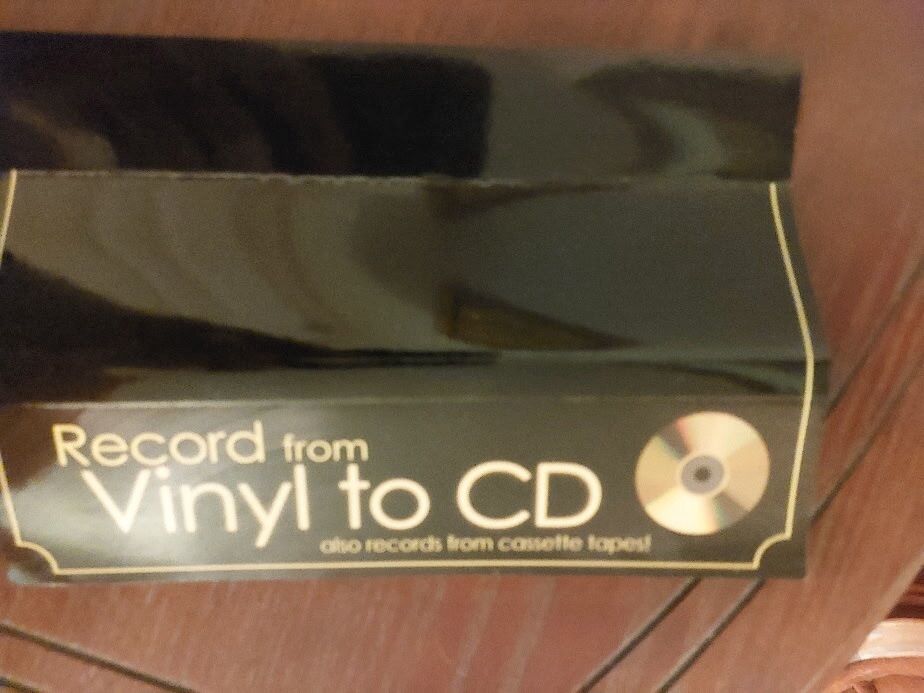 Record from
Vinyl to CD
also records from cassette tapes!